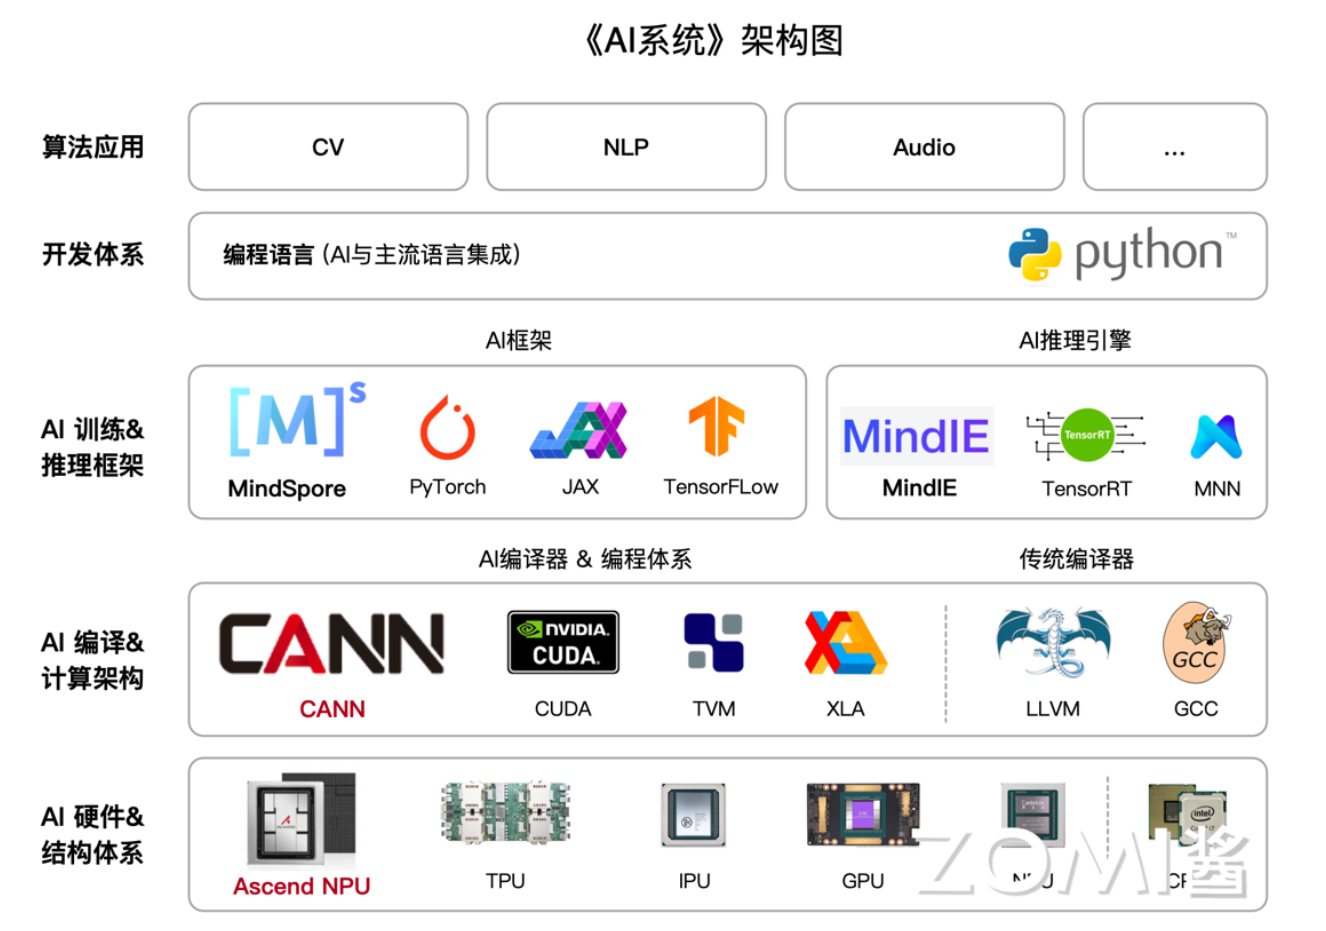 《AI系统》架构图
算法应用
CV
NLP
Audio
...
开发体系
编程语言 (AI与主流语言集成)
python™
AI框架
AI推理引擎
AI 训练&
推理框架
[M]s
MindSpore
PyTorch
JAX
JAX
TF
TensorFLow
MindIE
MindIE
TensorRT
TensorRT
MNN
AI编译器 & 编程体系
传统编译器
AI 编译&
计算架构
CANN
CANN
NVIDIA.
CUDA.
CUDA
TVM
XLA
XLA
LLVM
GCC
GCC
AI 硬件&
结构体系
Ascend NPU
TPU
IPU
GPU
intel
ZOMI酱